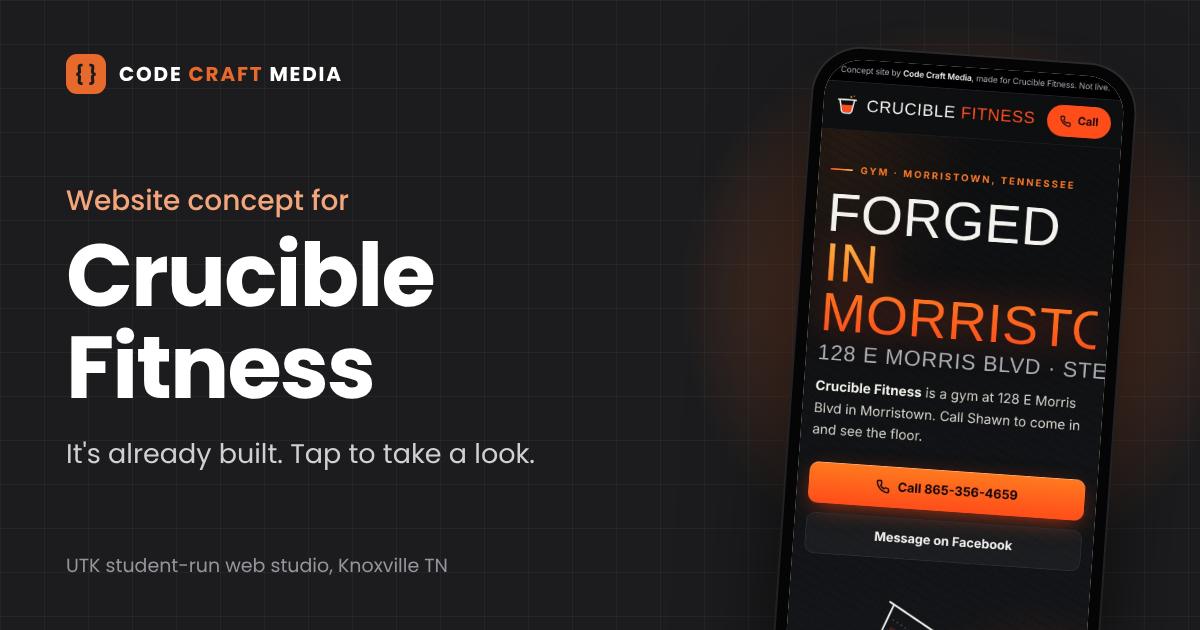 { } CODE CRAFT MEDIA
Website concept for
Crucible
Fitness
It's already built. Tap to take a look.
UTK student-run web studio, Knoxville TN
Concept site by Code Craft Media, made for Crucible Fitness. Not live.
CRUCIBLE FITNESS
Call
GYM · MORRISTOWN, TENNESSEE
FORGED
IN
MORRISTO
128 E MORRIS BLVD · STE
Crucible Fitness is a gym at 128 E Morris
Blvd in Morristown. Call Shawn to come in
and see the floor.
Call 865-356-4659
Message on Facebook